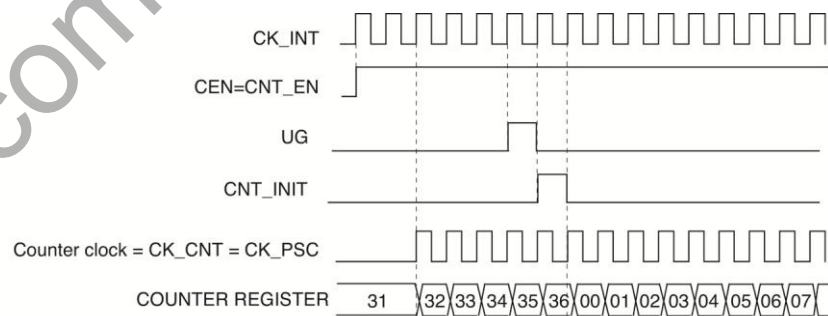 com
CK_INT
CEN=CNT_EN
UG
CNT_INIT
Counter clock = CK_CNT = CK_PSC
COUNTER REGISTER 31 32 33 34 35 36 00 01 02 03 04 05 06 07